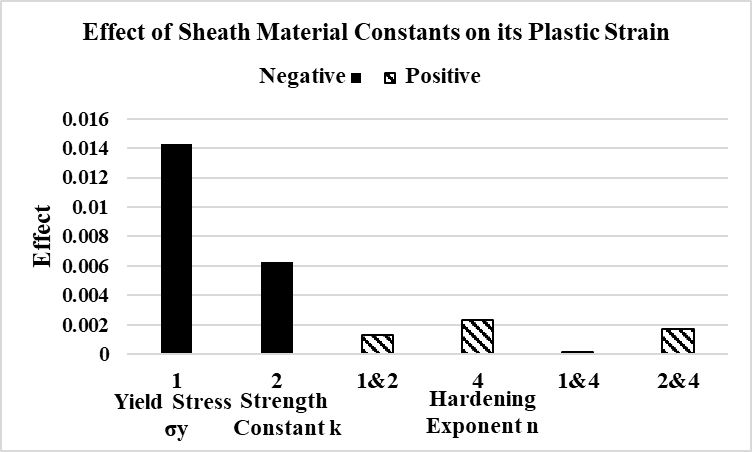 Effect of Sheath Material Constants on its Plastic Strain
Negative Positive
0.016
0.014
0.012
0.01
0.008
0.006
0.004
0.002
0
Effect
1 2 1&2 4 1&4 2&4
Yield Stress Strength Hardening
σy Constant k Exponent n